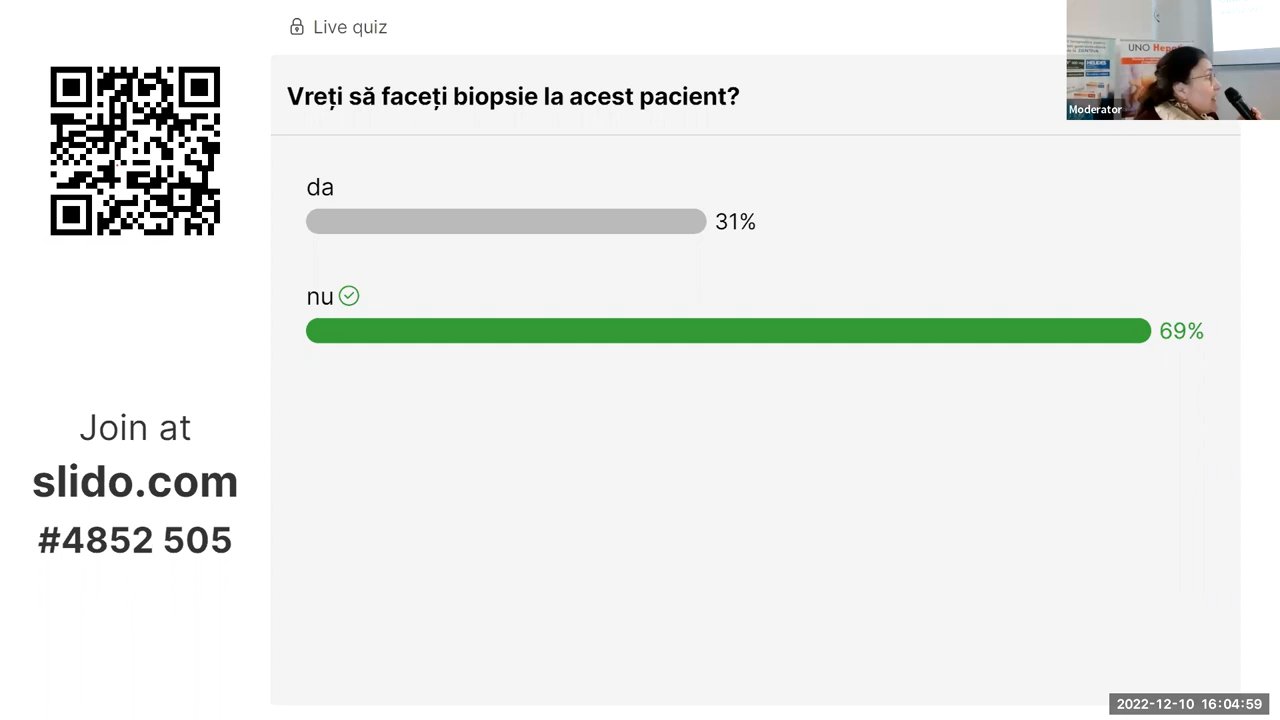 Live quiz
Vreți să faceți biopsie la acest pacient?
da
31%
nu
69%
Join at
slido.com
#4852 505
UNO
Moderator
2022-12-10 16:04:59